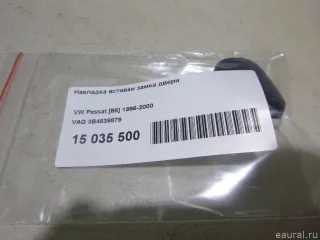 Накладка вставки замка двери
VW Passat [B5] 1996-2000
VAG 3B4839879
15 035 500
© eaural.ru